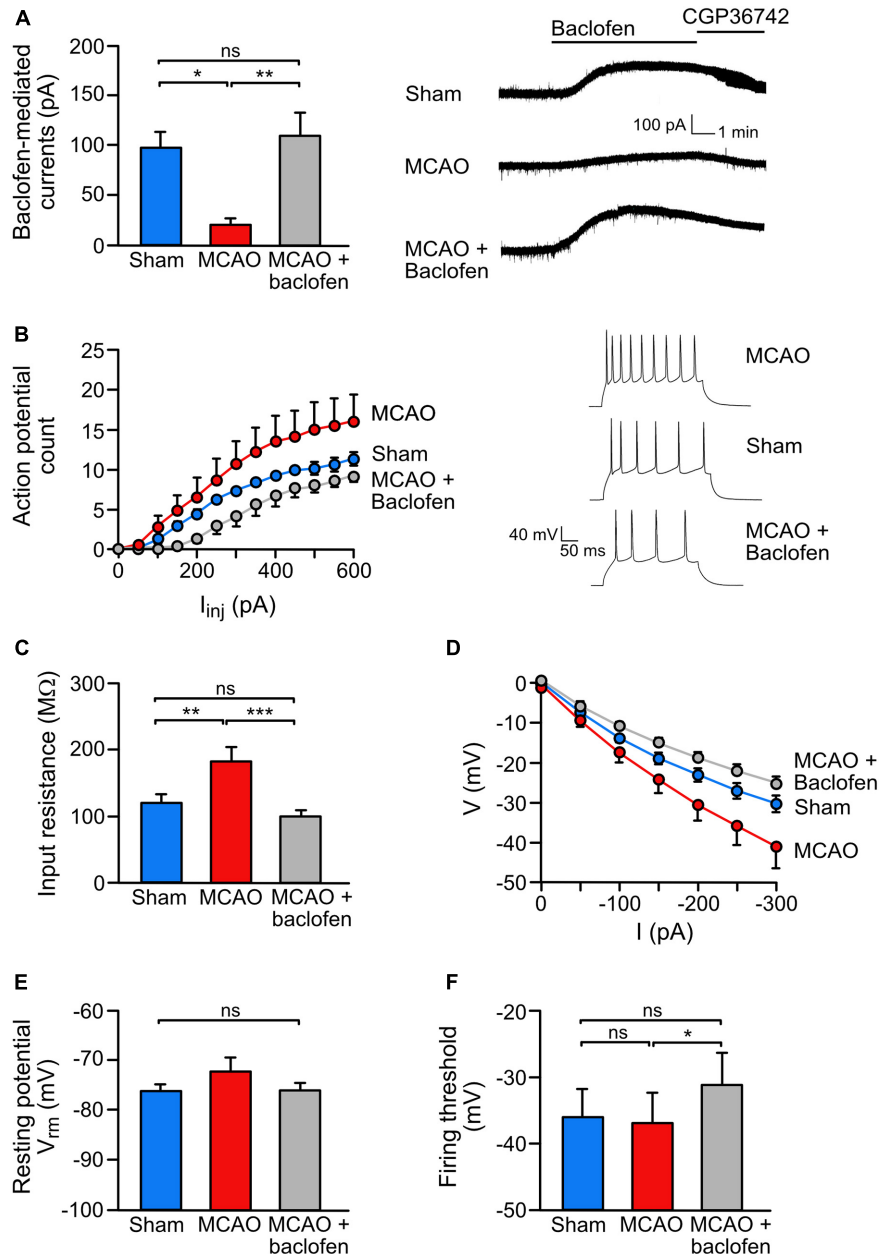 A
Baclofen-mediated
currents (pA)
200
150
100
50
0
ns
*
**
Sham
MCAO
MCAO +
baclofen
Baclofen
CGP36742
Sham
100 pA
1 min
MCAO
MCAO +
Baclofen
B
Action potential
count
25
20
15
10
5
0
0
200
400
600
Iinj (pA)
MCAO
Sham
MCAO +
Baclofen
MCAO
Sham
40 mV
50 ms
MCAO +
Baclofen
C
Input resistance (MΩ)
300
200
100
0
ns
**
***
Sham
MCAO
MCAO +
baclofen
D
V (mV)
0
-10
-20
-30
-40
-50
0
-100
-200
-300
I (pA)
MCAO +
Baclofen
Sham
MCAO
E
Resting potential
Vrm (mV)
-60
-70
-80
-90
-100
ns
Sham
MCAO
MCAO +
baclofen
F
Firing threshold
(mV)
-20
-30
-40
-50
ns
ns
*
Sham
MCAO
MCAO +
baclofen